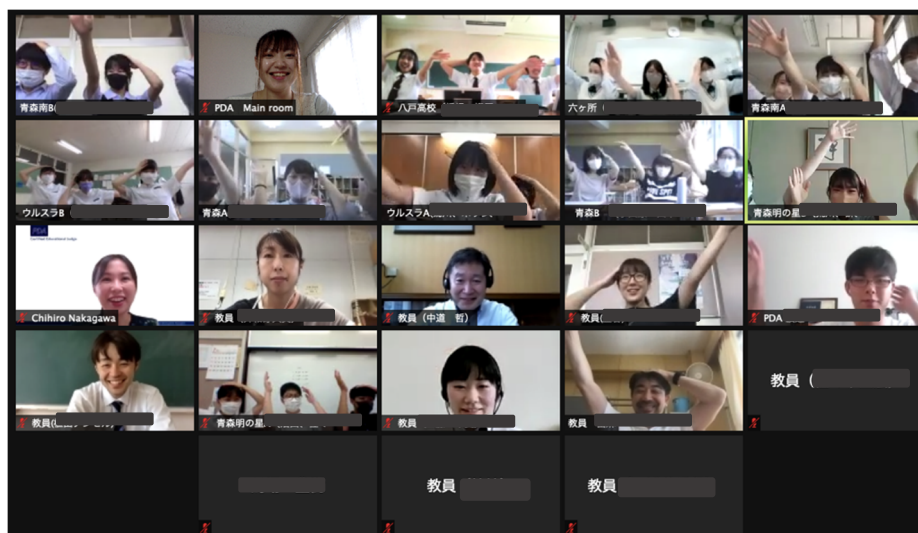 青森南B(
PDA Main room
八戸高校
六ヶ所（
青森南A
ウルスラB（
青森A
ウルスラA
青森B
青森明の星
PDA
Chihiro Nakagawa
教員
教員（中道 哲）
教員(
PDA
教員(
青森明の星
教員
教員
教員（
教員
教員